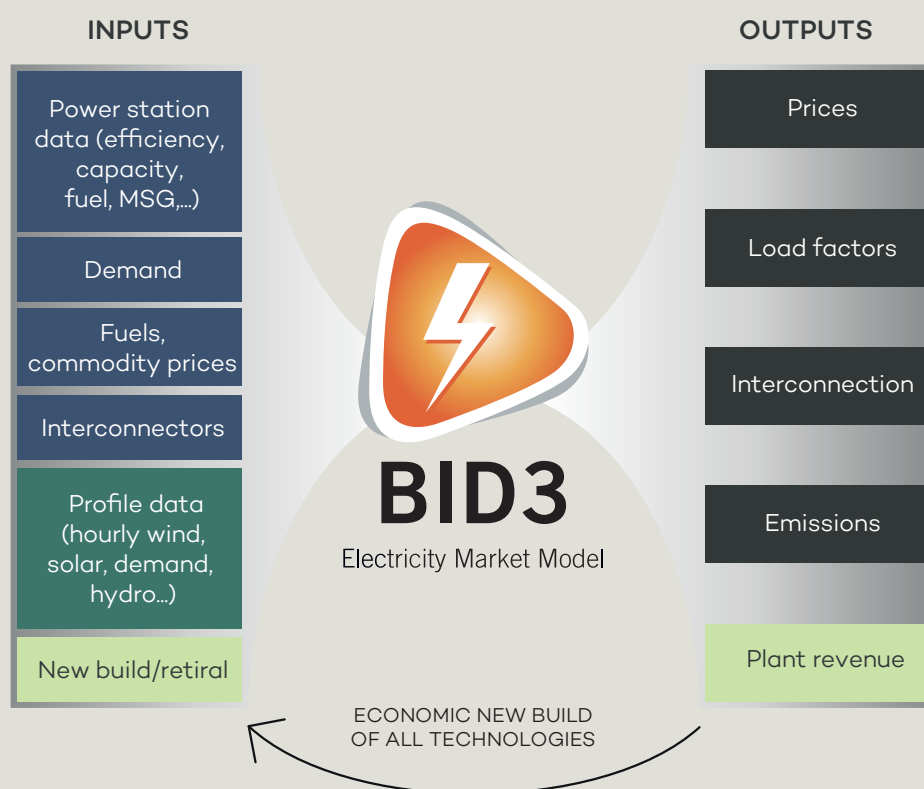 INPUTS
Power station
data (efficiency,
capacity,
fuel, MSG,...)
Demand
Fuels,
commodity prices
Interconnectors
Profile data
(hourly wind,
solar, demand,
hydro...)
New build/retiral
BID3
Electricity Market Model
OUTPUTS
Prices
Load factors
Interconnection
Emissions
Plant revenue
ECONOMIC NEW BUILD
OF ALL TECHNOLOGIES